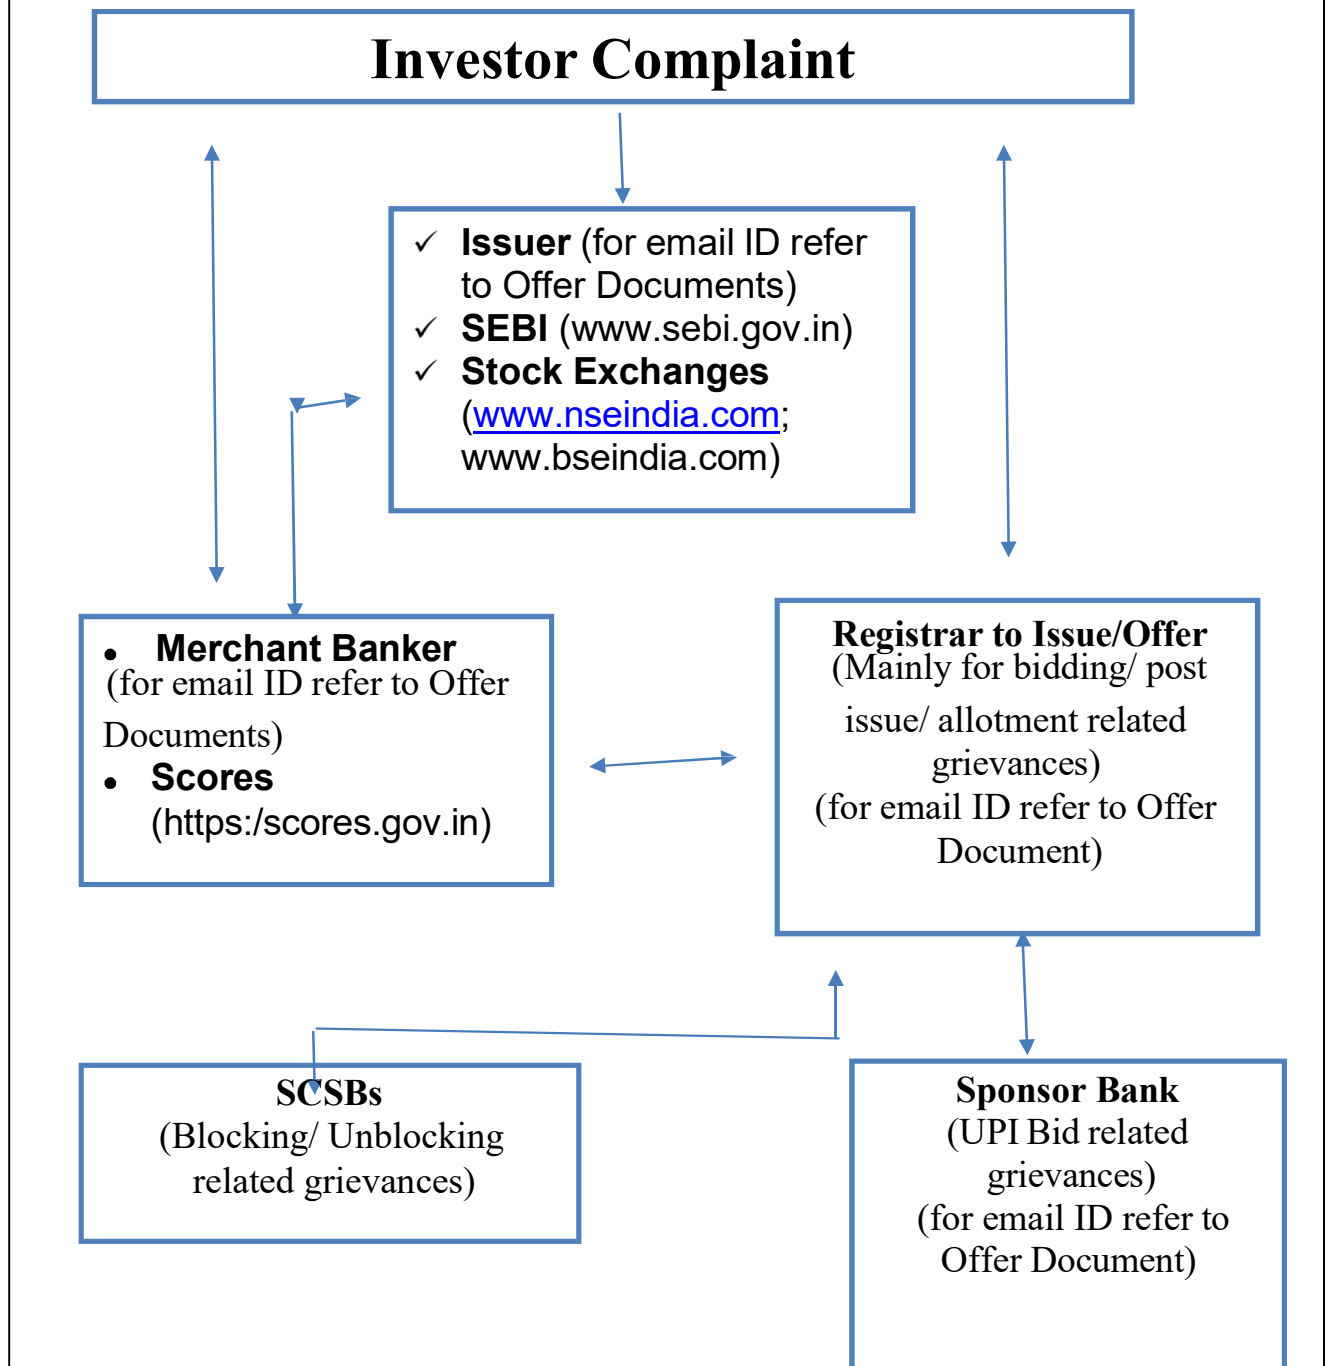 Investor Complaint
✓ Issuer (for email ID refer
to Offer Documents)
✓ SEBI (www.sebi.gov.in)
✓ Stock Exchanges
(www.nseindia.com;
www.bseindia.com)
• Merchant Banker
(for email ID refer to Offer
Documents)
• Scores
(https:/scores.gov.in)
Registrar to Issue/Offer
(Mainly for bidding/ post
issue/ allotment related
grievances)
(for email ID refer to Offer
Document)
SCSBs
(Blocking/ Unblocking
related grievances)
Sponsor Bank
(UPI Bid related
grievances)
(for email ID refer to
Offer Document)